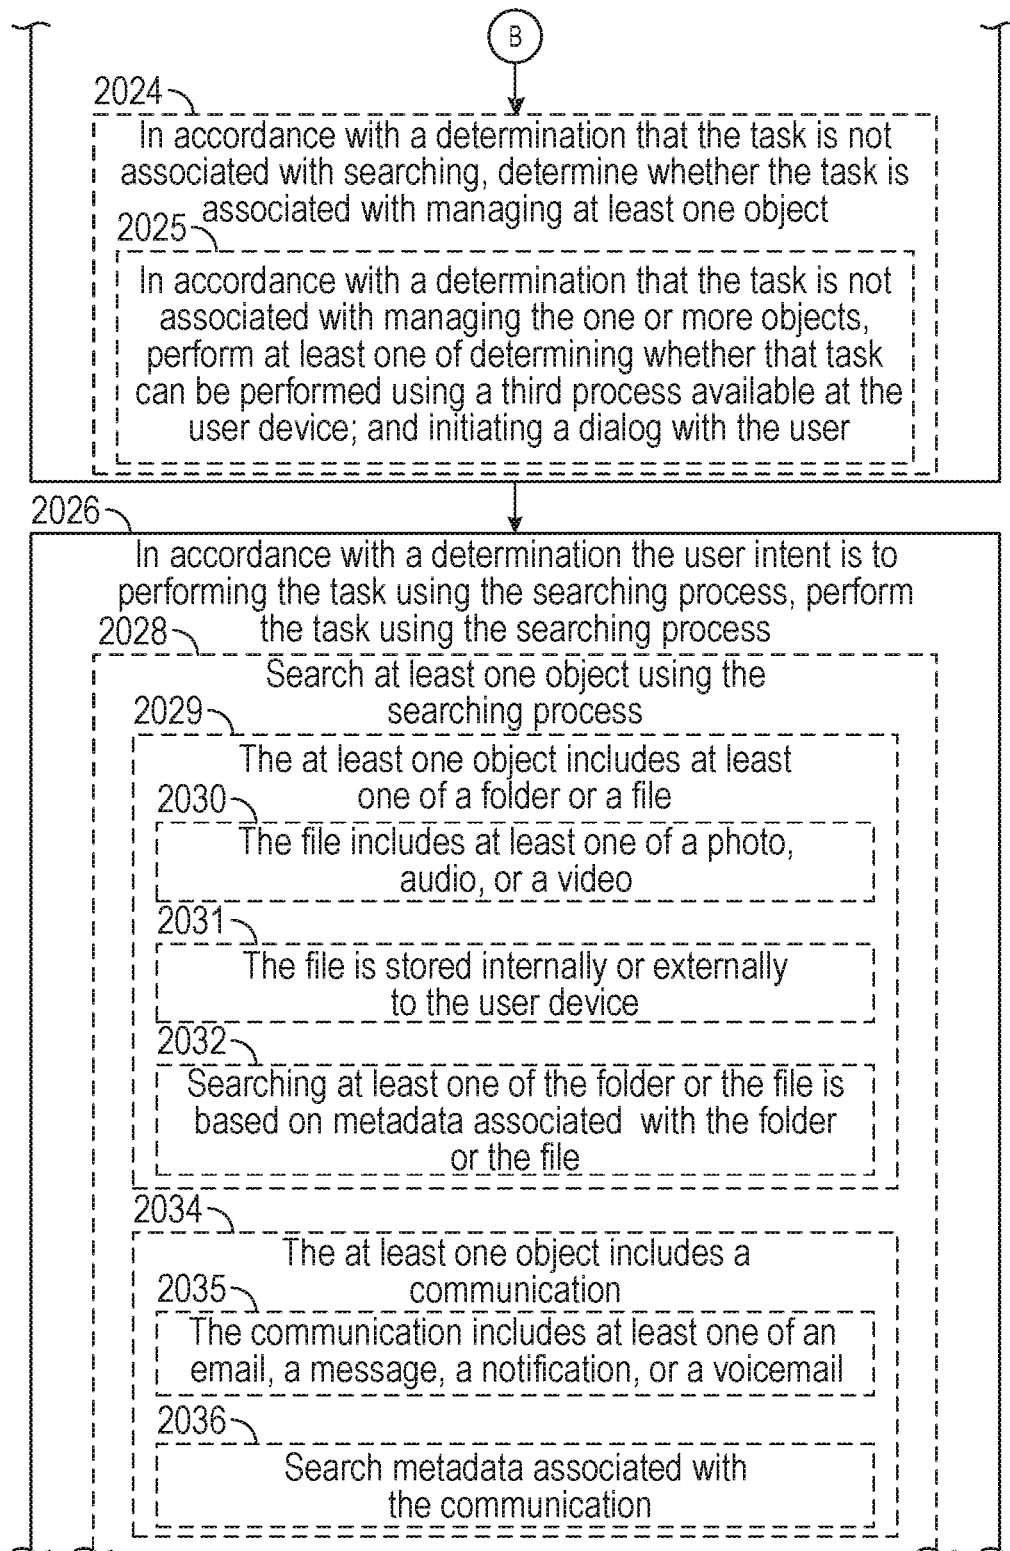 B
2024
In accordance with a determination that the task is not
associated with searching, determine whether the task is
associated with managing at least one object
2025
In accordance with a determination that the task is not
associated with managing the one or more objects,
perform at least one of determining whether that task
can be performed using a third process available at the
user device; and initiating a dialog with the user
2026
In accordance with a determination the user intent is to
performing the task using the searching process, perform
the task using the searching process
2028
Search at least one object using the
searching process
2029
The at least one object includes at least
one of a folder or a file
2030
The file includes at least one of a photo,
audio, or a video
2031
The file is stored internally or externally
to the user device
2032
Searching at least one of the folder or the file is
based on metadata associated with the folder
or the file
2034
The at least one object includes a
communication
2035
The communication includes at least one of an
email, a message, a notification, or a voicemail
2036
Search metadata associated with
the communication